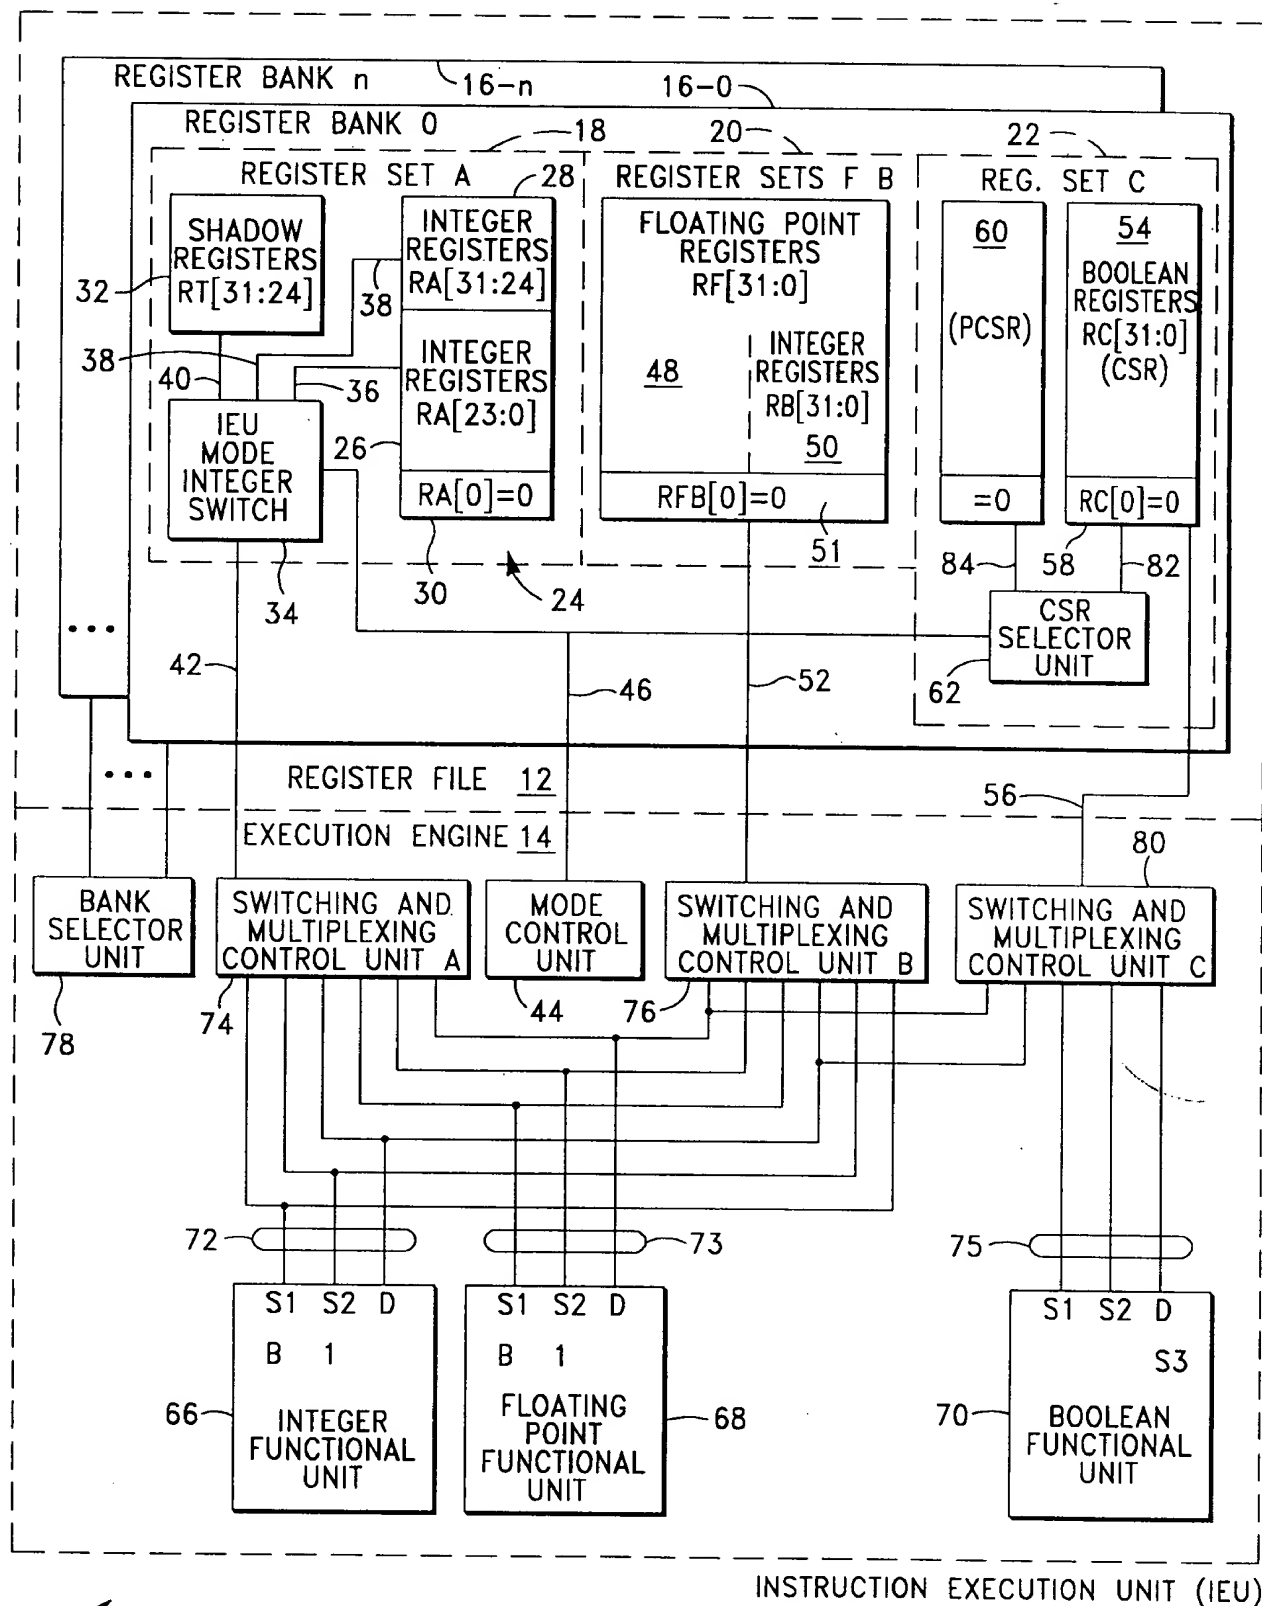 REGISTER BANK n
16-n
16-0
REGISTER BANK 0
18
20
22
REGISTER SET A
28
REGISTER SETS F B
REG. SET C
SHADOW
REGISTERS
RT[31:24]
32
INTEGER
REGISTERS
RA[31:24]
38
FLOATING POINT
REGISTERS
RF[31:0]
60
(PCSR)
54
BOOLEAN
REGISTERS
RC[31:0]
(CSR)
38
40
36
INTEGER
REGISTERS
RA[23:0]
26
48
INTEGER
REGISTERS
RB[31:0]
50
IEU
MODE
INTEGER
SWITCH
RA[0]=0
RFB[0]=0
=0
RC[0]=0
34
30
24
51
84
58
82
CSR
SELECTOR
UNIT
62
42
46
52
REGISTER FILE 12
56
EXECUTION ENGINE 14
80
BANK
SELECTOR
UNIT
78
SWITCHING AND
MULTIPLEXING
CONTROL UNIT A
74
MODE
CONTROL
UNIT
44
SWITCHING AND
MULTIPLEXING
CONTROL UNIT B
76
SWITCHING AND
MULTIPLEXING
CONTROL UNIT C
72
73
75
S1 S2 D
B 1
INTEGER
FUNCTIONAL
UNIT
66
S1 S2 D
B 1
FLOATING
POINT
FUNCTIONAL
UNIT
68
S1 S2 D
S3
BOOLEAN
FUNCTIONAL
UNIT
70
INSTRUCTION EXECUTION UNIT (IEU)